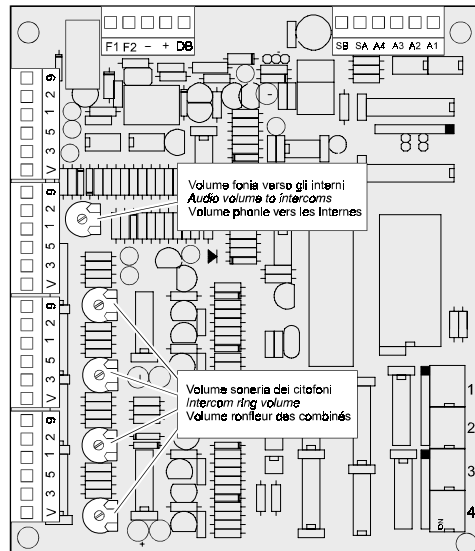 F1 F2 − + DB
SB SA A4 A3 A2 A1
V 3 5 1 2 9
V 3 5 1 2 9
V 3 5 1 2 9
V 3 5 1 2 9
Volume fonia verso gli interni
Audio volume to intercoms
Volume phonie vers les internes
Volume soneria dei citofoni
Intercom ring volume
Volume ronfleur des combinés
1
2
3
4